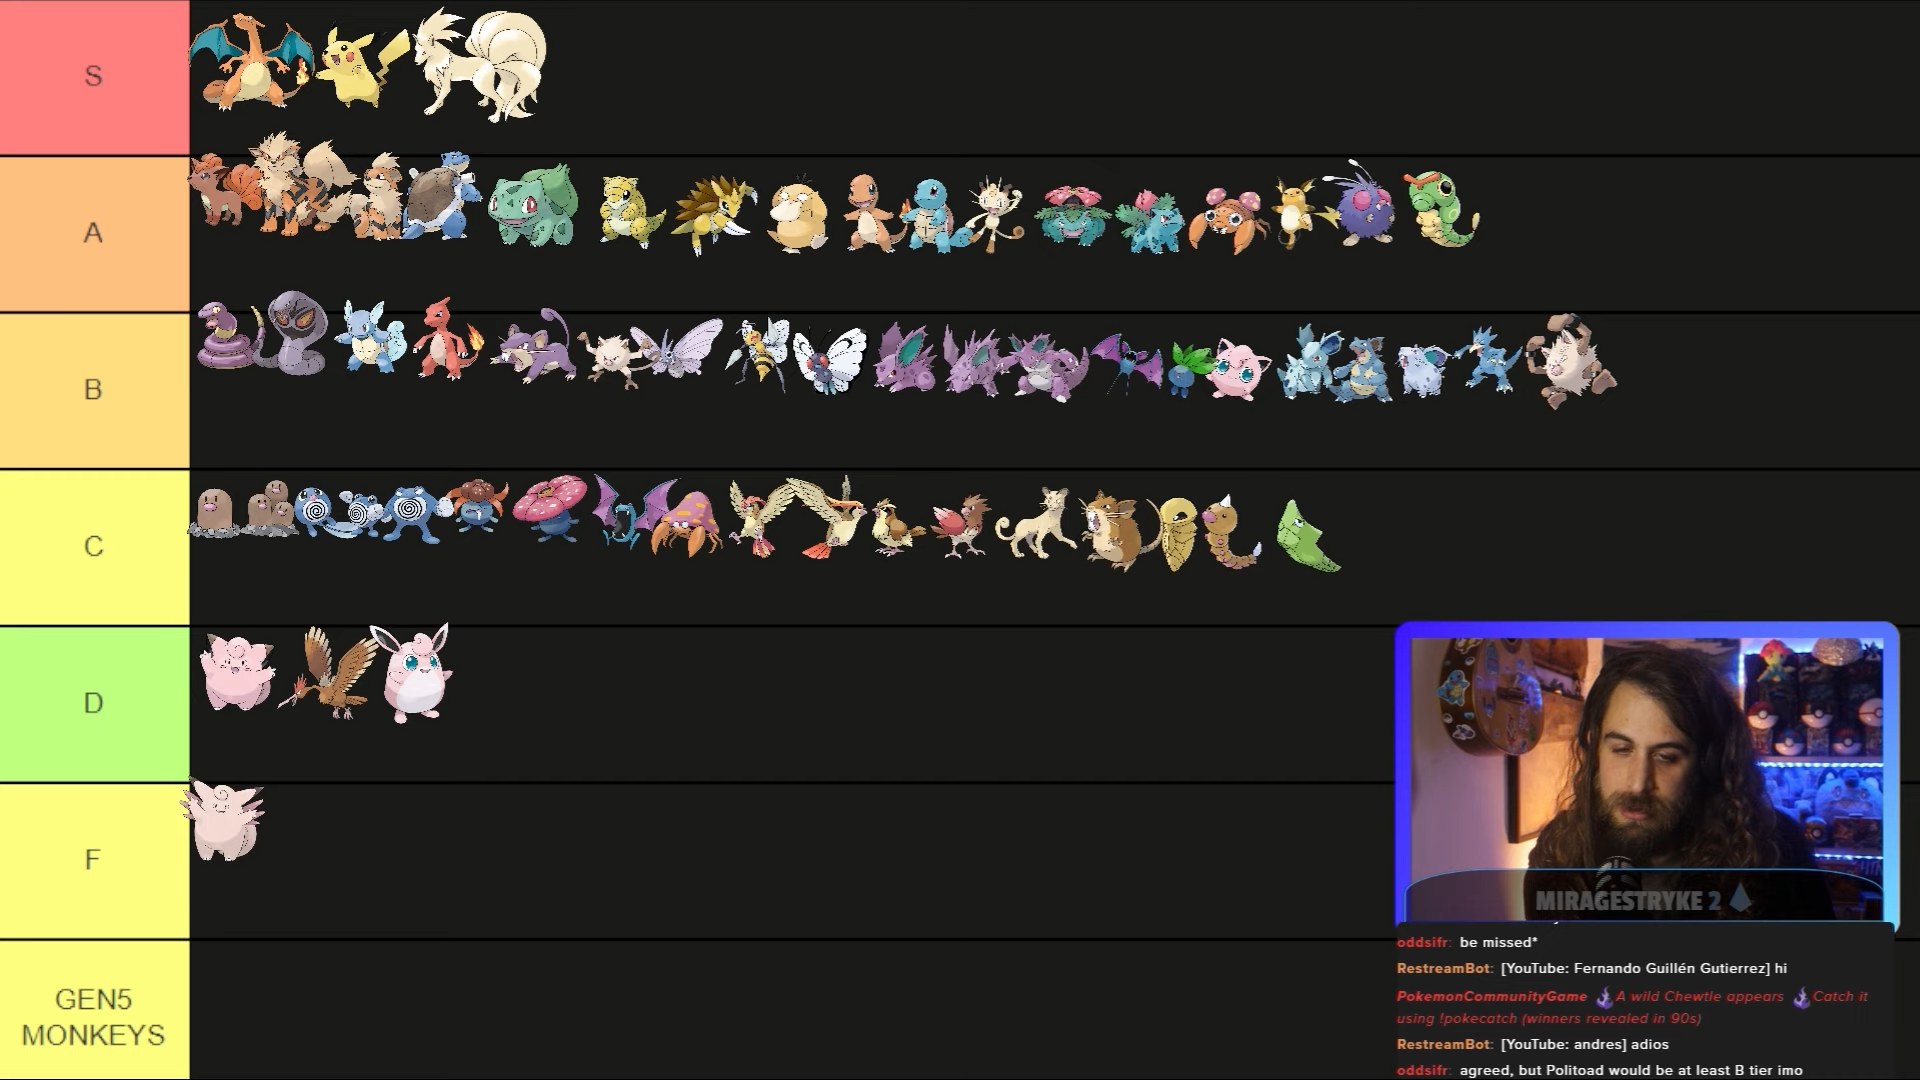 S
A
B
C
D
F
GEN5
MONKEYS
MIRAGESTRYKE 2
oddsifr: be missed*
RestreamBot: [YouTube: Fernando Guillén Gutierrez] hi
PokemonCommunityGame A wild Chewtle appears Catch it
using !pokecatch (winners revealed in 90s)
RestreamBot: [YouTube: andres] adios
oddsifr: agreed, but Politoad would be at least B tier imo